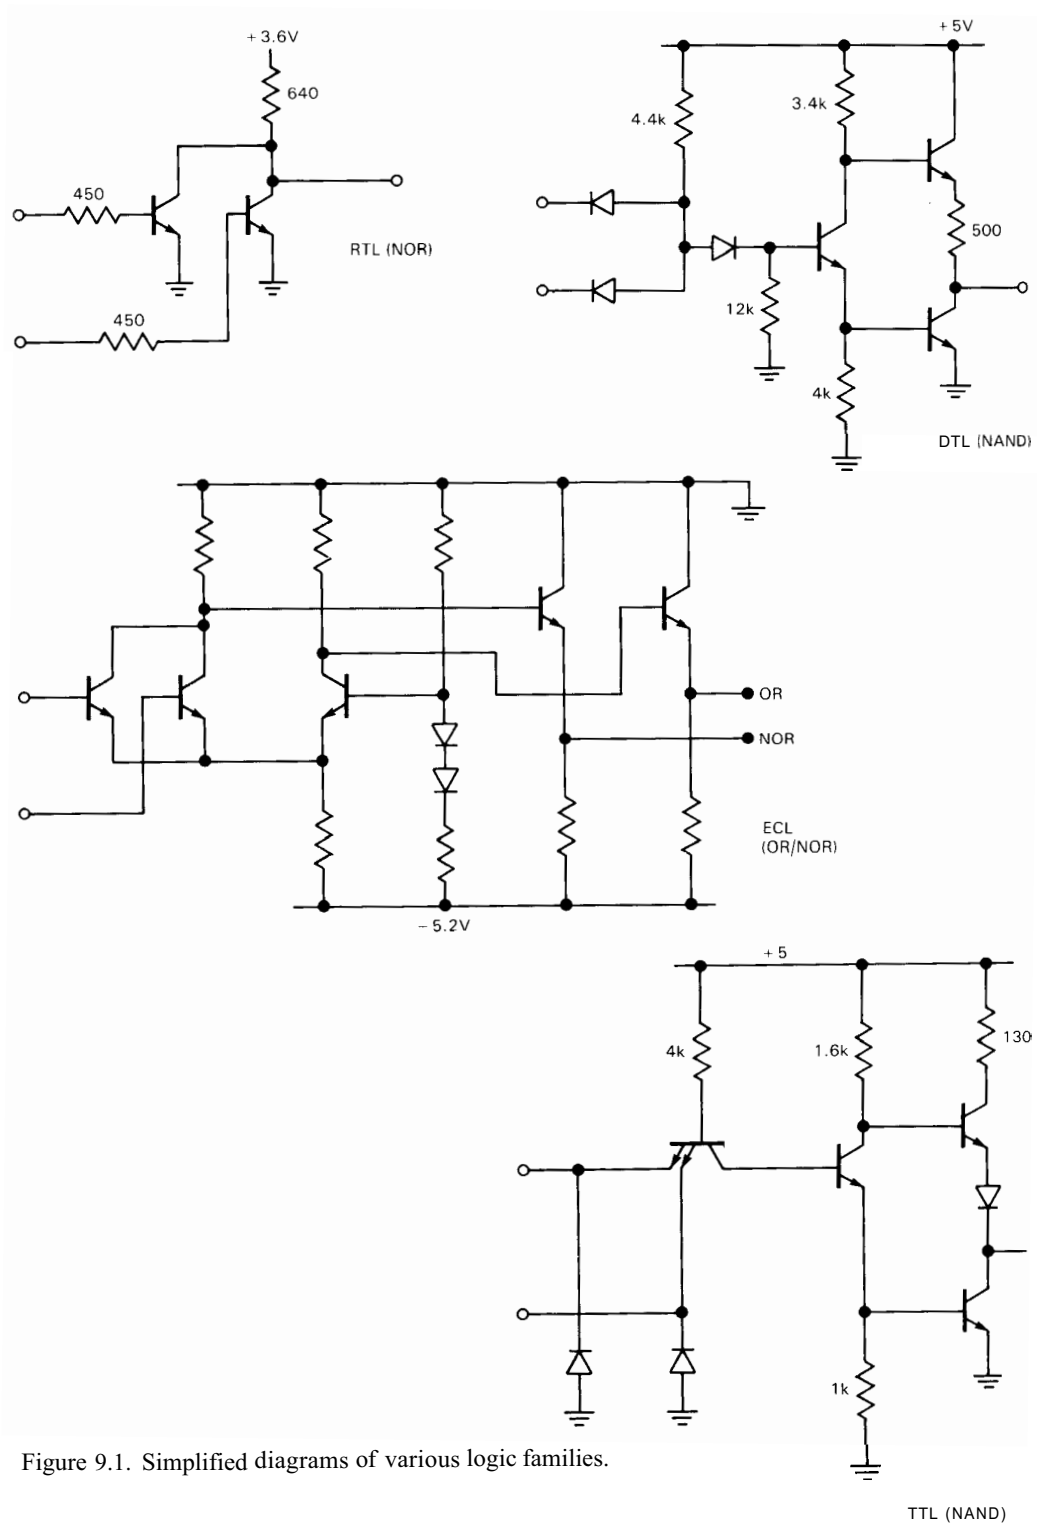 +3.6V
640
450
450
RTL (NOR)
+5V
4.4k
3.4k
500
12k
4k
DTL (NAND)
OR
NOR
ECL
(OR/NOR)
-5.2V
+5
4k
1.6k
130
1k
Figure 9.1. Simplified diagrams of various logic families.
TTL (NAND)